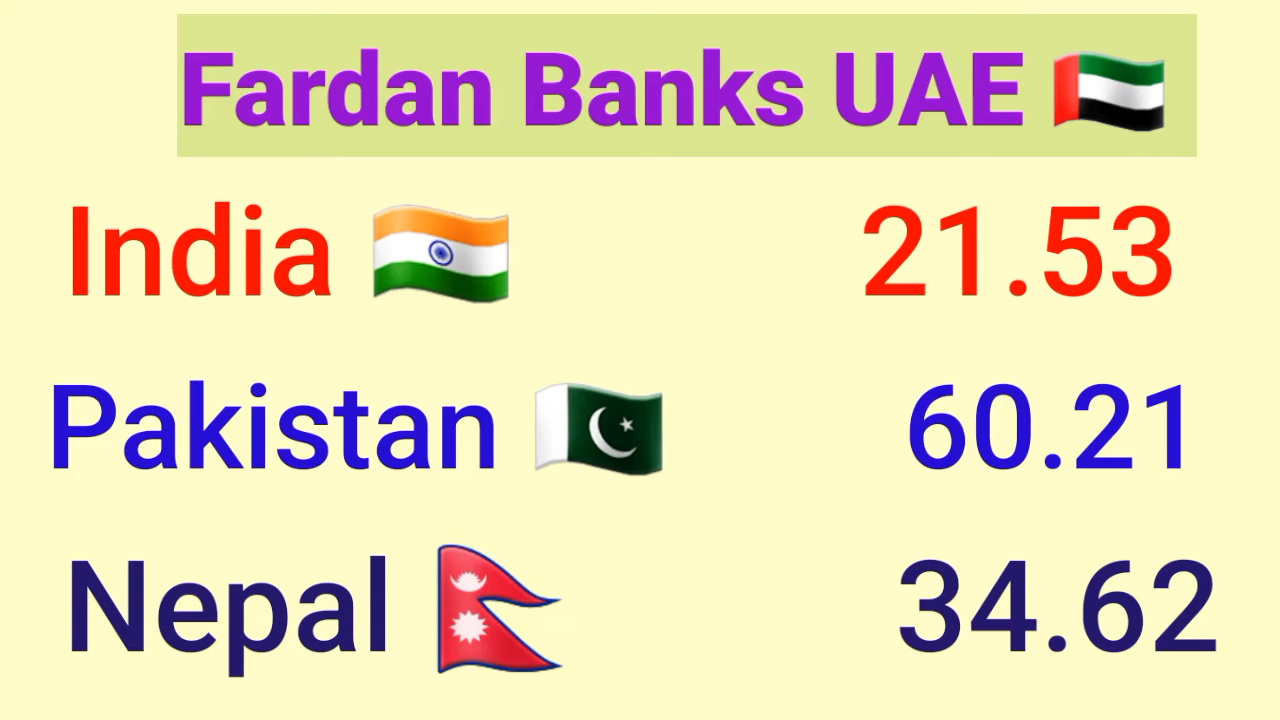 Fardan Banks UAE 🇦🇪
India 🇮🇳 21.53
Pakistan 🇵🇰 60.21
Nepal 🇳🇵 34.62